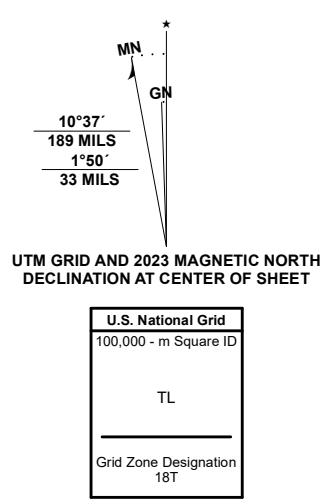 ★
MN
GN
10°37´
189 MILS
1°50´
33 MILS
UTM GRID AND 2023 MAGNETIC NORTH
DECLINATION AT CENTER OF SHEET
U.S. National Grid
100,000 - m Square ID
TL
Grid Zone Designation
18T